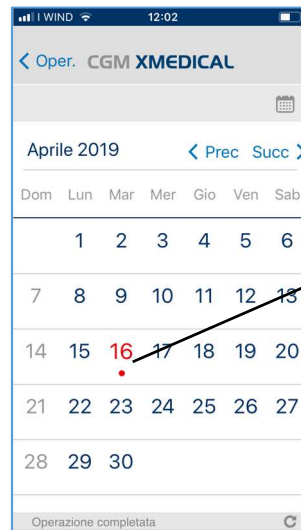 I WIND 12:02
Oper. CGM XMEDICAL
Aprile 2019 Prec Succ
Dom Lun Mar Mer Gio Ven Sab
1 2 3 4 5 6
7 8 9 10 11 12 13
14 15 16 17 18 19 20
21 22 23 24 25 26 27
28 29 30
Operazione completata